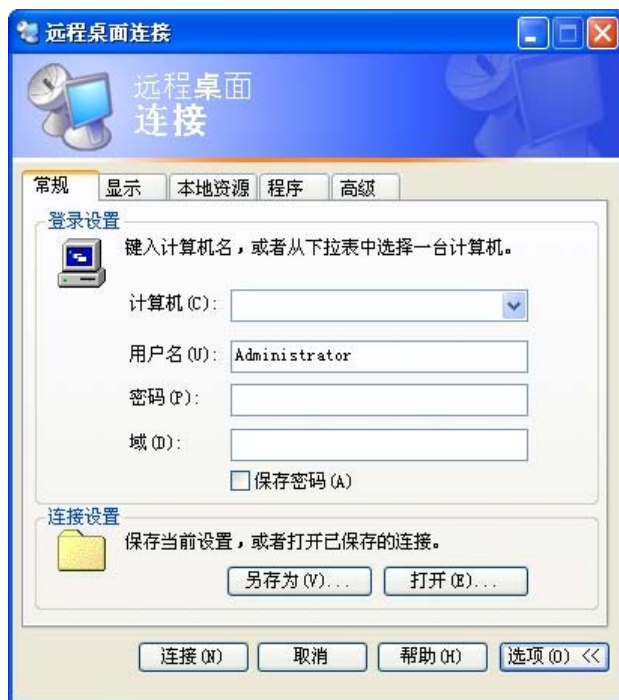 远程桌面连接
远程桌面
连接
常规 显示 本地资源 程序 高级
登录设置
键入计算机名，或者从下拉表中选择一台计算机。
计算机(C):
用户名(U): Administrator
密码(P):
域(D):
保存密码(A)
连接设置
保存当前设置，或者打开已保存的连接。
另存为(V)... 打开(E)...
连接(N) 取消 帮助(H) 选项(O) <<